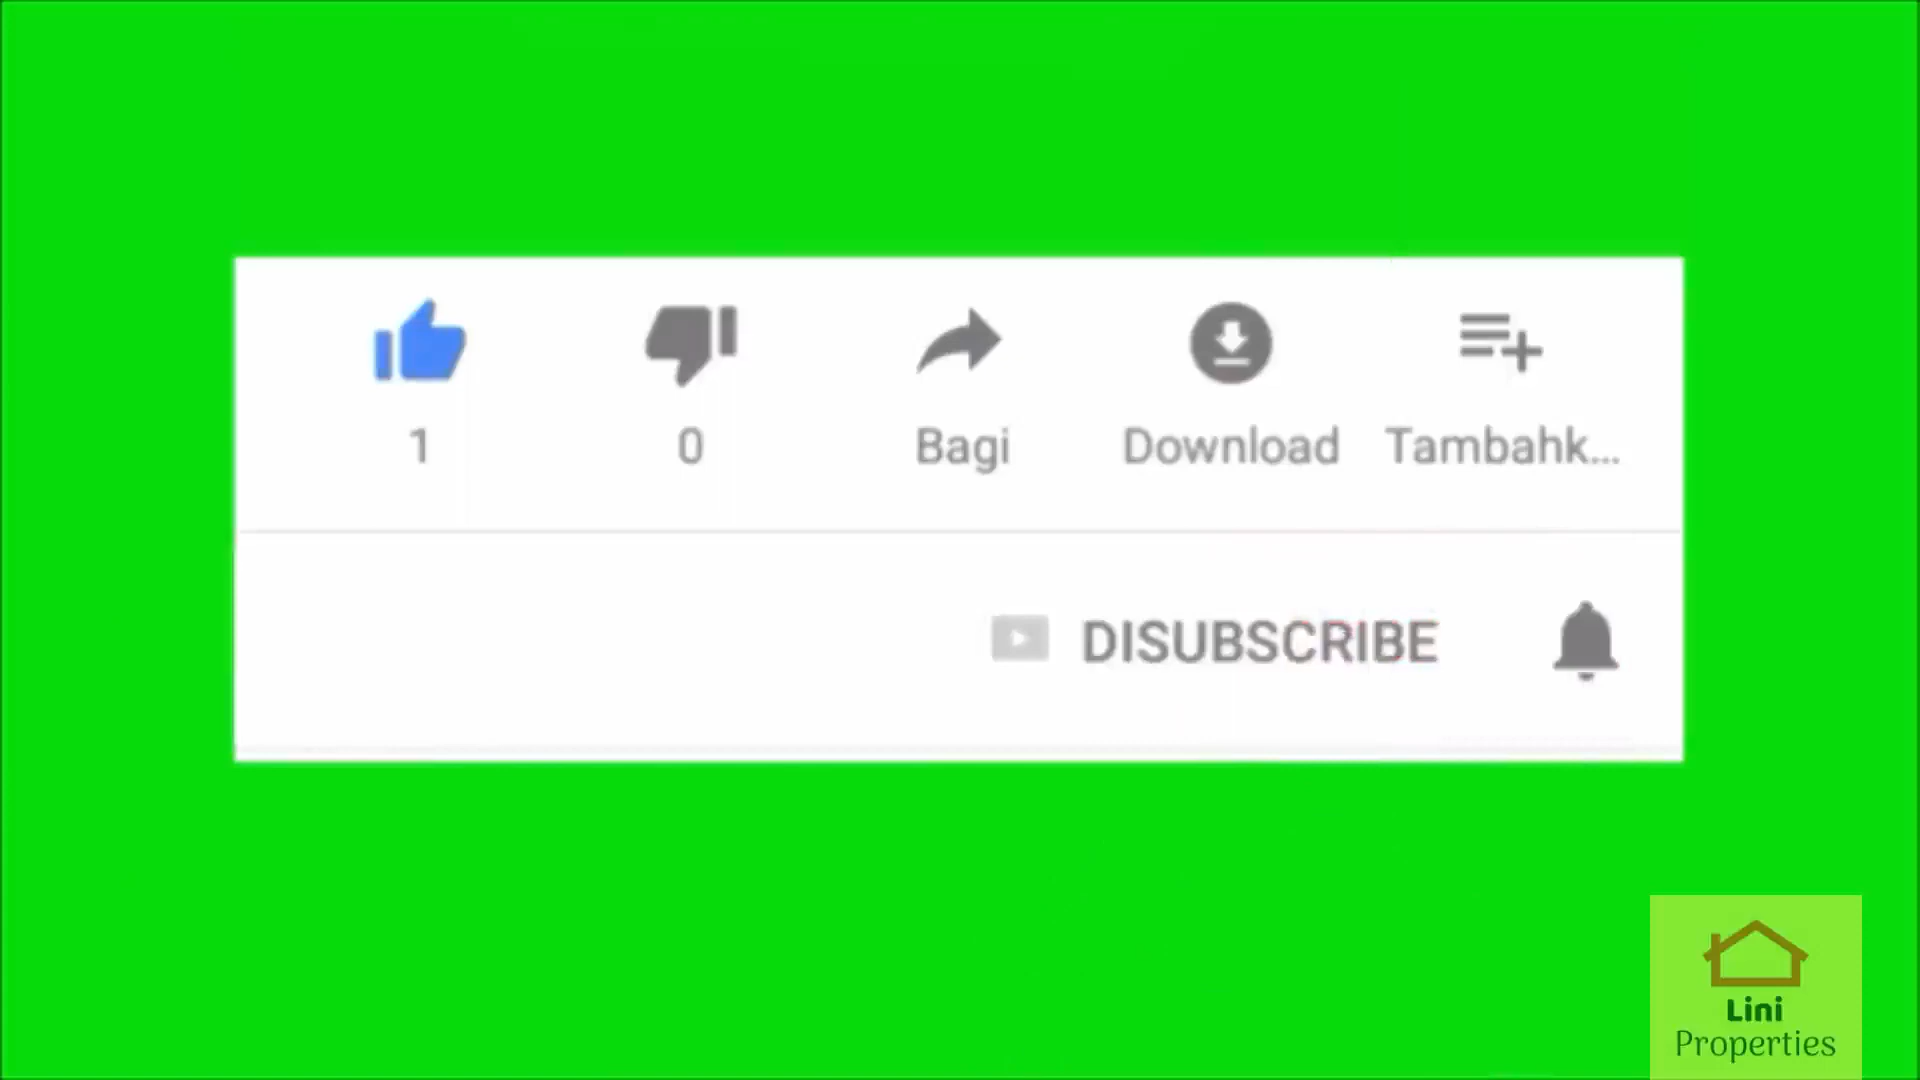 1
0
Bagi
Download
Tambahk...
DISUBSCRIBE
Lini
Properties